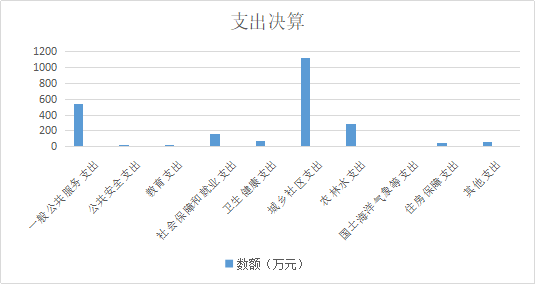 支出决算
1200
1000
800
600
400
200
0
一般公共服务支出
公共安全支出
教育支出
社会保障和就业支出
卫生健康支出
城乡社区支出
农林水支出
国土海洋气象等支出
住房保障支出
其他支出
数额（万元）